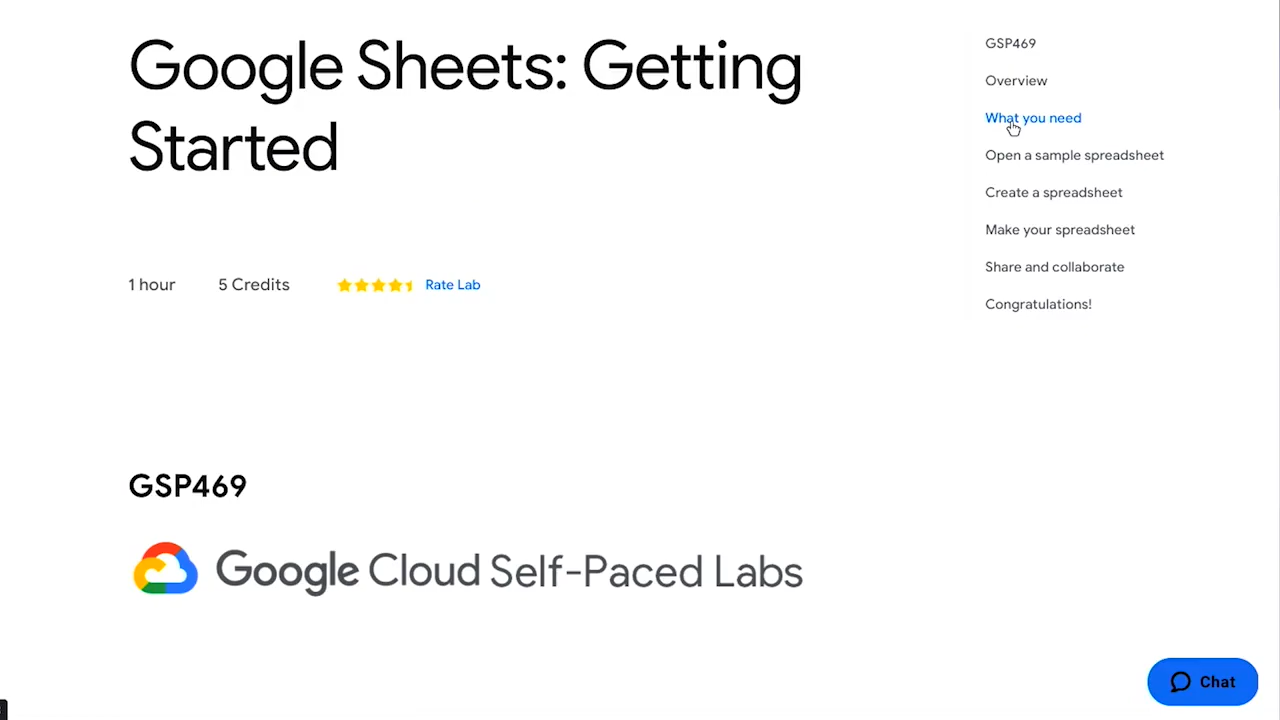 Google Sheets: Getting
Started
1 hour
5 Credits
Rate Lab
GSP469
Google Cloud Self-Paced Labs
GSP469
Overview
What you need
Open a sample spreadsheet
Create a spreadsheet
Make your spreadsheet
Share and collaborate
Congratulations!
Chat